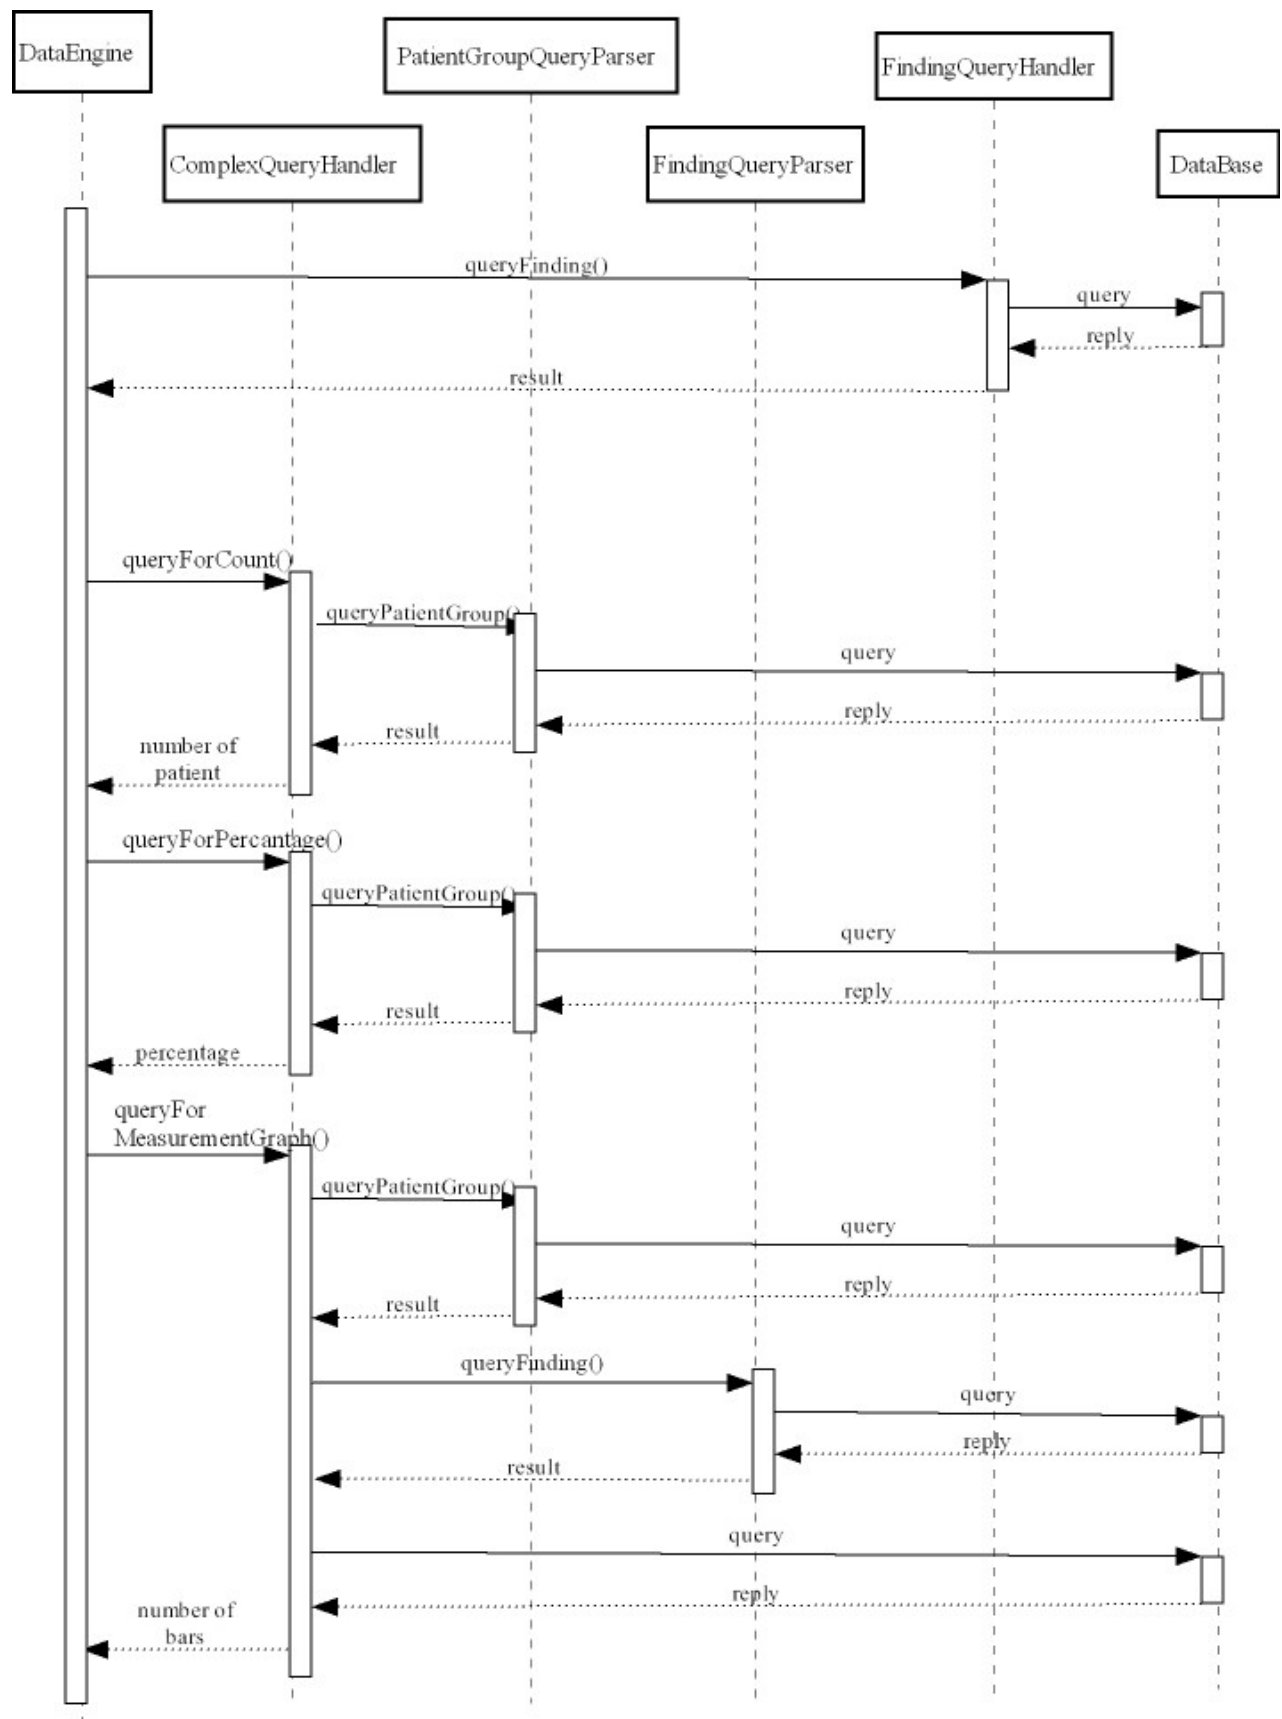 DataEngine
PatientGroupQueryParser
FindingQueryHandler
ComplexQueryHandler
FindingQueryParser
DataBase
queryFinding()
query
reply
result
queryForCount()
queryPatientGroup()
query
reply
result
number of
patient
queryForPercantage()
queryPatientGroup()
query
reply
result
percentage
queryFor
MeasurementGraph()
queryPatientGroup()
query
reply
result
queryFinding()
query
reply
result
query
reply
number of
bars